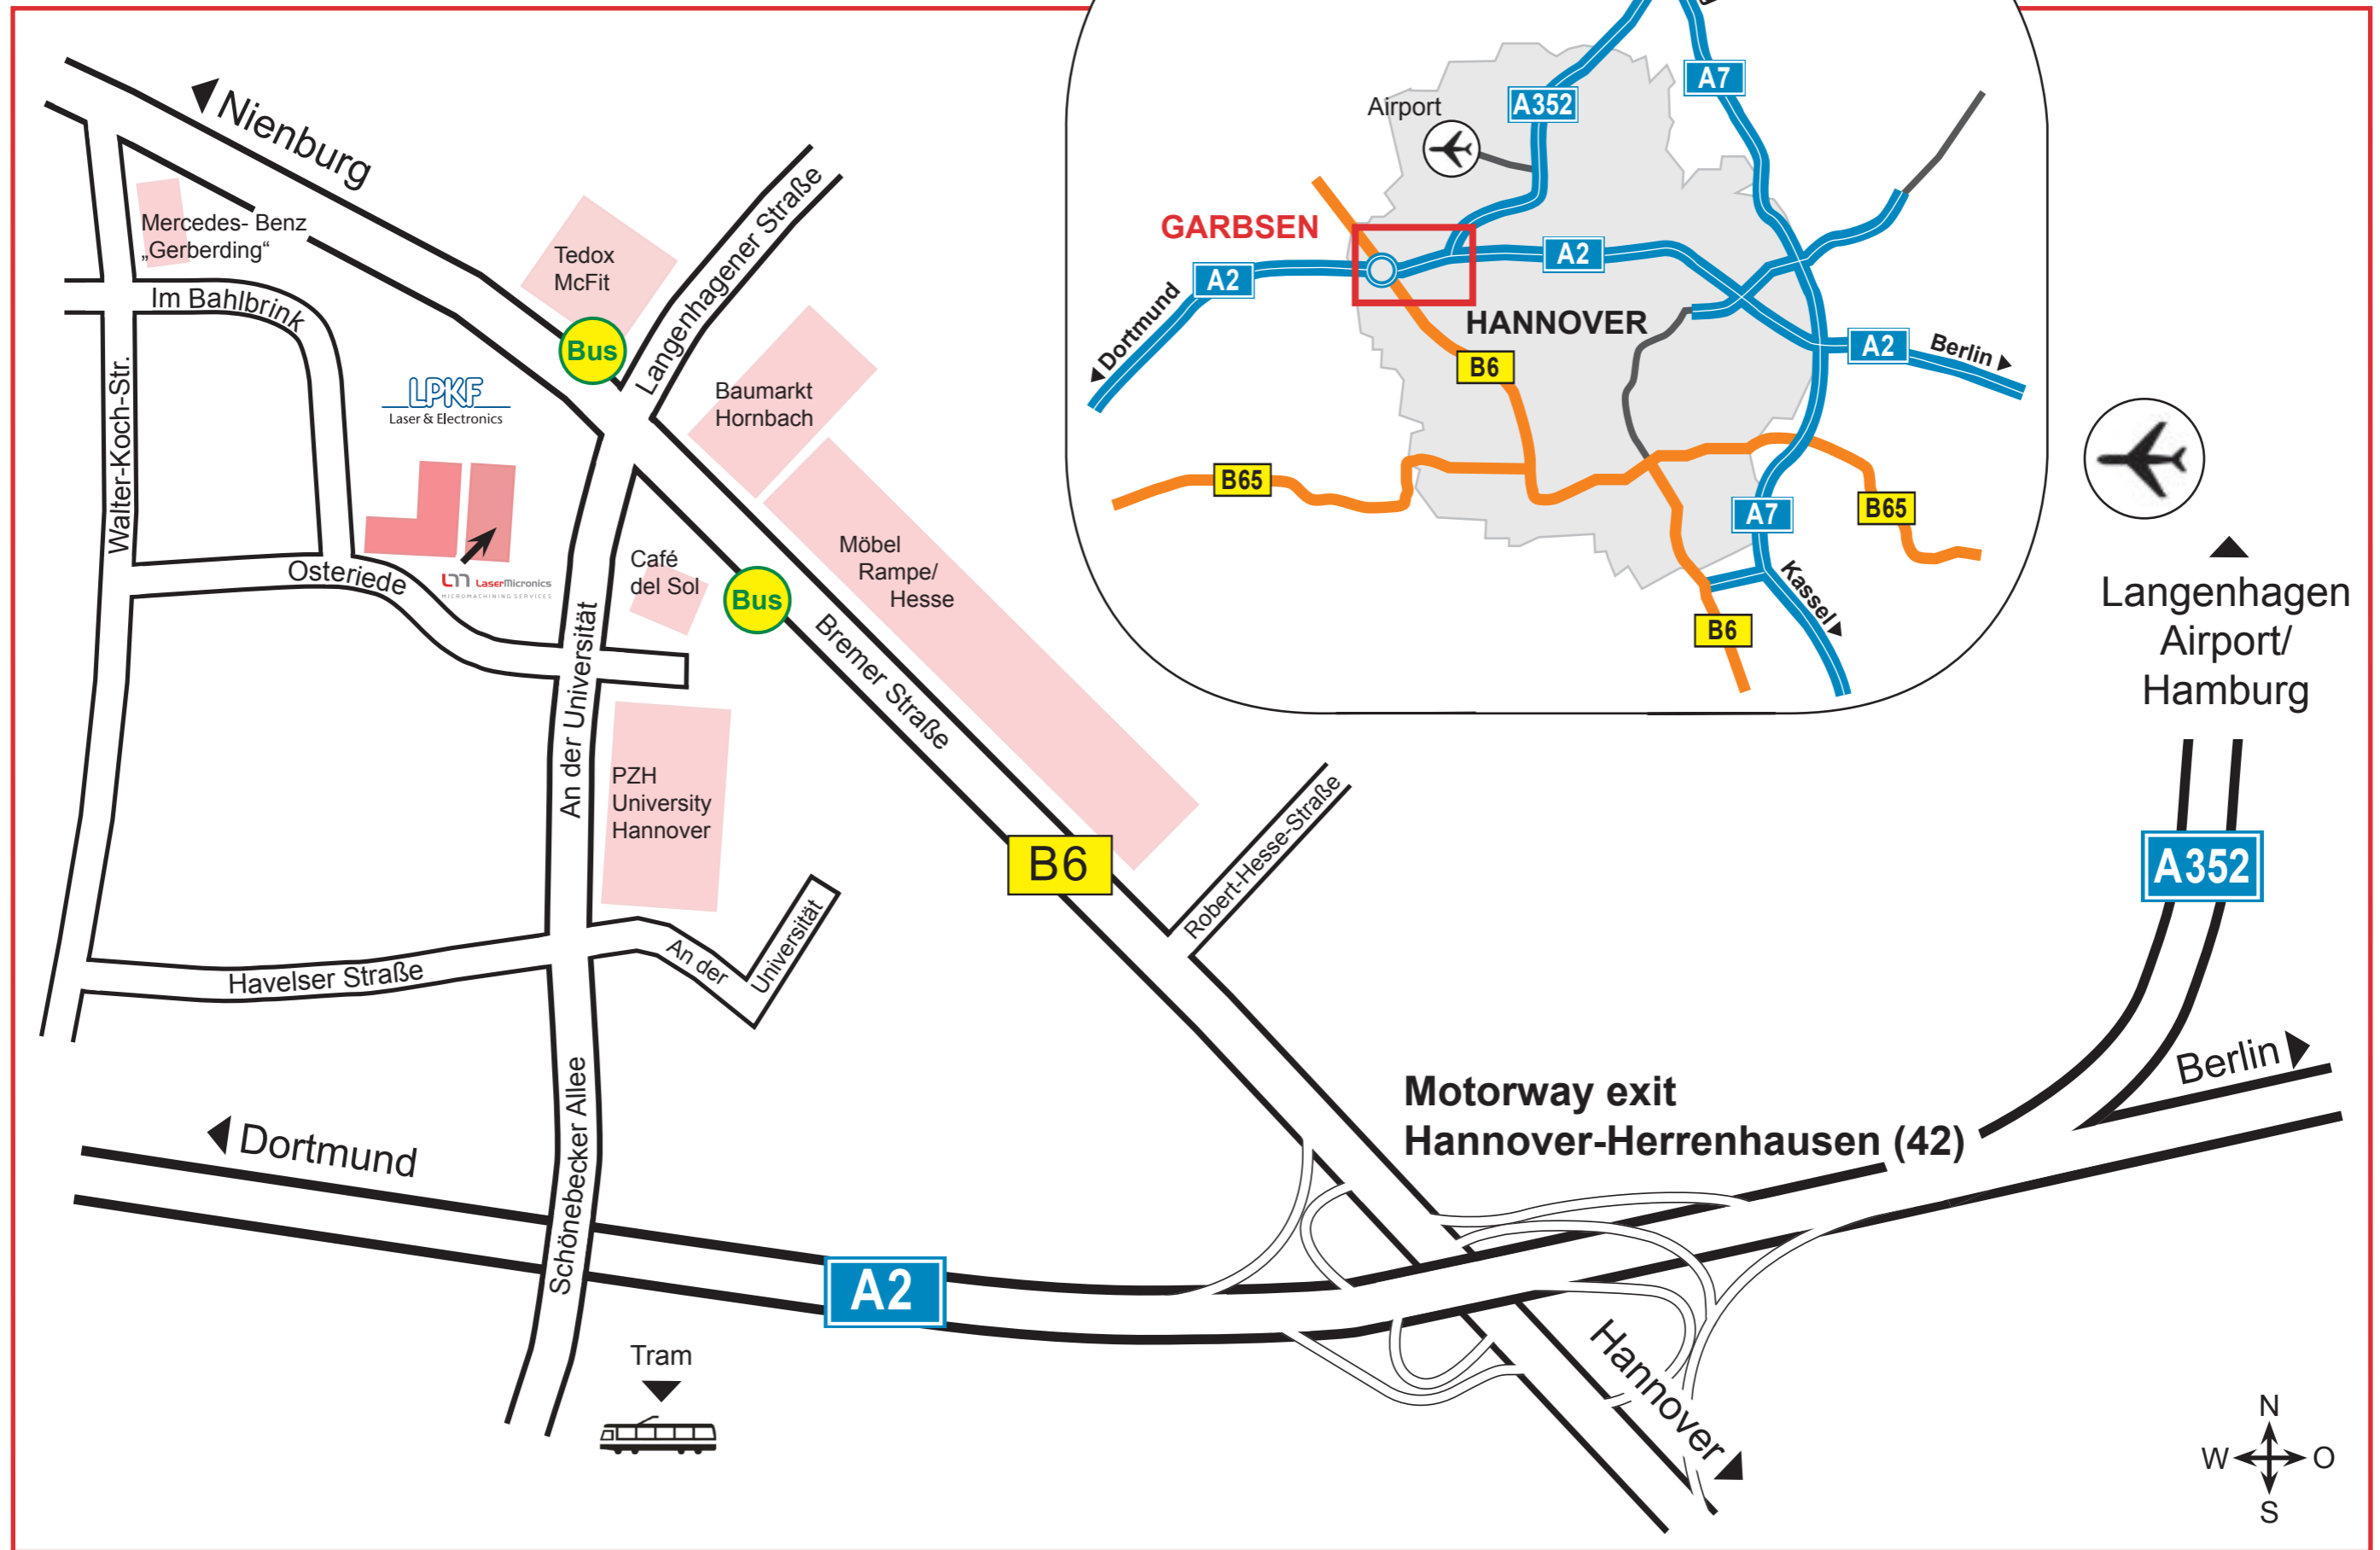 Nienburg
Mercedes- Benz
„Gerberding“
Im Bahlbrink
Walter-Koch-Str.
LPKF
Laser & Electronics
Tedox
McFit
Bus
Langenhagener Straße
Baumarkt
Hornbach
Osteriede
LaserMicronics
MICROMACHINING SERVICES
Café
del Sol
Bus
Möbel
Rampe/
Hesse
Bremer Straße
An der Universität
PZH
University
Hannover
B6
Robert-Hesse-Straße
Havelser Straße
An der
Universität
Schönebecker Allee
Dortmund
A2
Tram
Motorway exit
Hannover-Herrenhausen (42)
Hannover
Berlin
A352
Langenhagen
Airport/
Hamburg
N
W
O
S
Airport
A352
A7
GARBSEN
A2
A2
Dortmund
HANNOVER
B6
A2
Berlin
B65
A7
B65
Kassel
B6